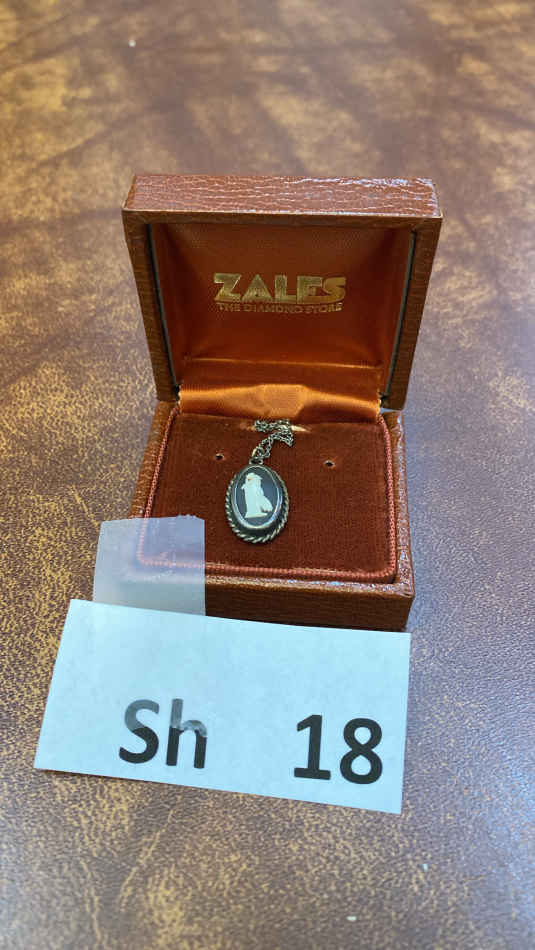 ZALES
THE DIAMOND STORE
Sh 18